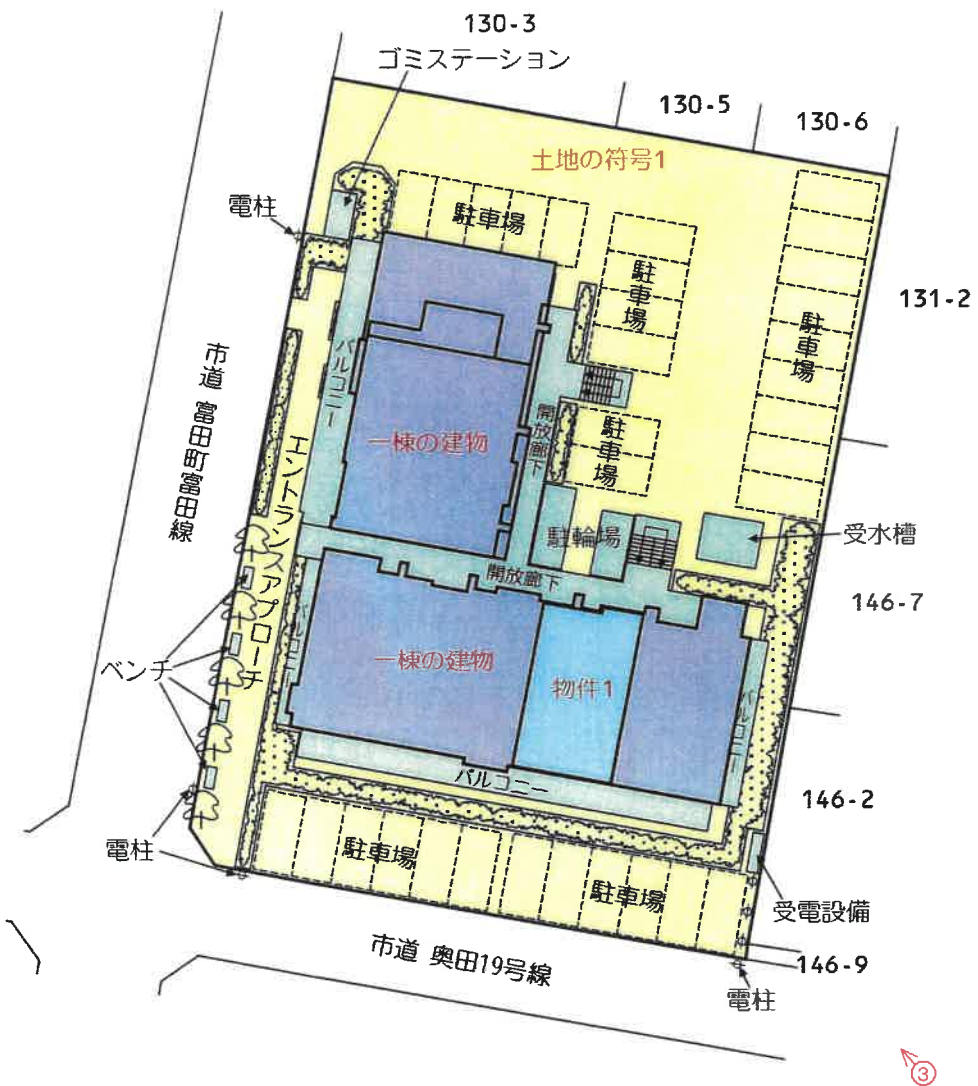 130-3
ゴミステーション
130-5
130-6
土地の符号1
電柱
駐車場
駐車場
131-2
駐車場
市道 富田町富田線
バルコニー
一棟の建物
開放廊下
駐車場
エントランスアプローチ
駐輪場
受水槽
開放廊下
146-7
バルコニー
一棟の建物
物件1
ベンチ
バルコニー
バルコニー
146-2
電柱
駐車場
駐車場
受電設備
市道 奥田19号線
146-9
電柱
③